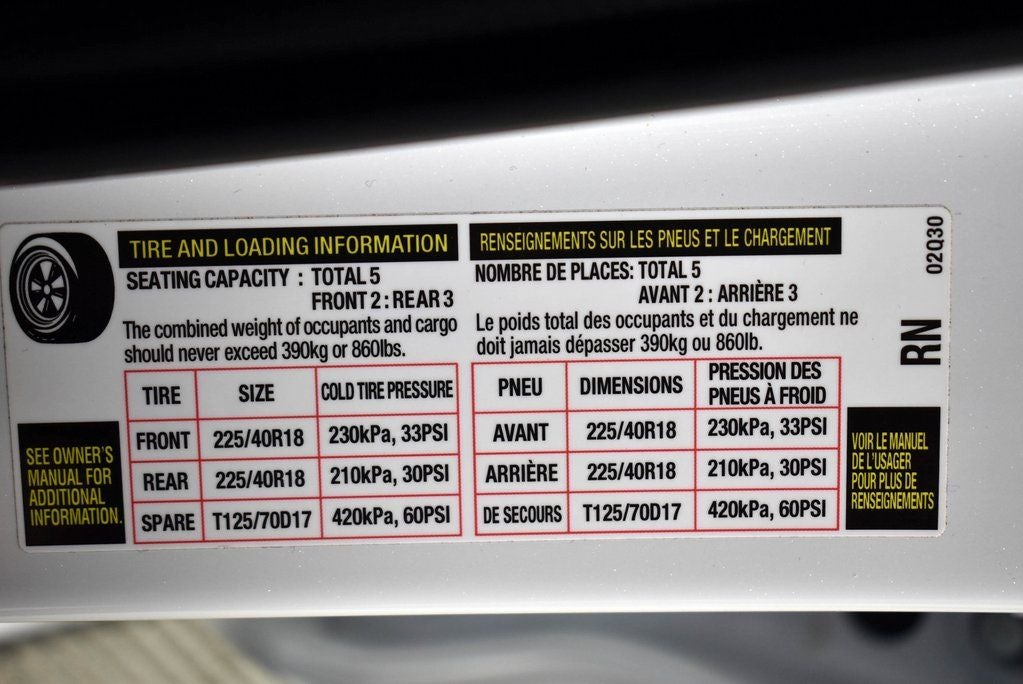 TIRE AND LOADING INFORMATION
SEATING CAPACITY : TOTAL 5
FRONT 2 : REAR 3
The combined weight of occupants and cargo
should never exceed 390kg or 860lbs.
TIRE SIZE COLD TIRE PRESSURE
FRONT 225/40R18 230kPa, 33PSI
REAR 225/40R18 210kPa, 30PSI
SPARE T125/70D17 420kPa, 60PSI
SEE OWNER'S
MANUAL FOR
ADDITIONAL
INFORMATION.
RENSEIGNEMENTS SUR LES PNEUS ET LE CHARGEMENT
NOMBRE DE PLACES: TOTAL 5
AVANT 2 : ARRIÈRE 3
Le poids total des occupants et du chargement ne
doit jamais dépasser 390kg ou 860lb.
PNEU DIMENSIONS PRESSION DES
PNEUS À FROID
AVANT 225/40R18 230kPa, 33PSI
ARRIÈRE 225/40R18 210kPa, 30PSI
DE SECOURS T125/70D17 420kPa, 60PSI
VOIR LE MANUEL
DE L'USAGER
POUR PLUS DE
RENSEIGNEMENTS
02Q30
RN